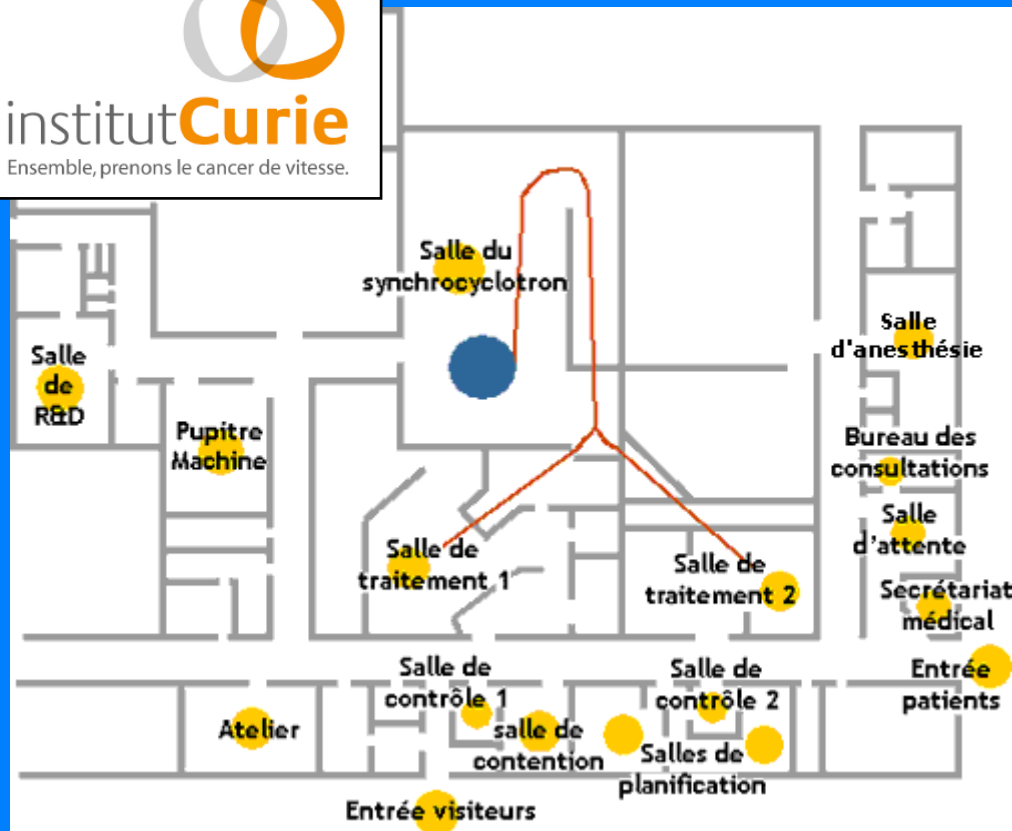 institutCurie
Ensemble, prenons le cancer de vitesse.
Salle du
synchrocyclotron
Salle
d'anesthésie
Salle
de
R&D
Pupitre
Machine
Bureau des
consultations
Salle
d'attente
Salle de
traitement 1
Salle de
traitement 2
Secrétariat
médical
Salle de
contrôle 1
Salle de
contrôle 2
Entrée
patients
Atelier
salle de
contention
Salles de
planification
Entrée visiteurs